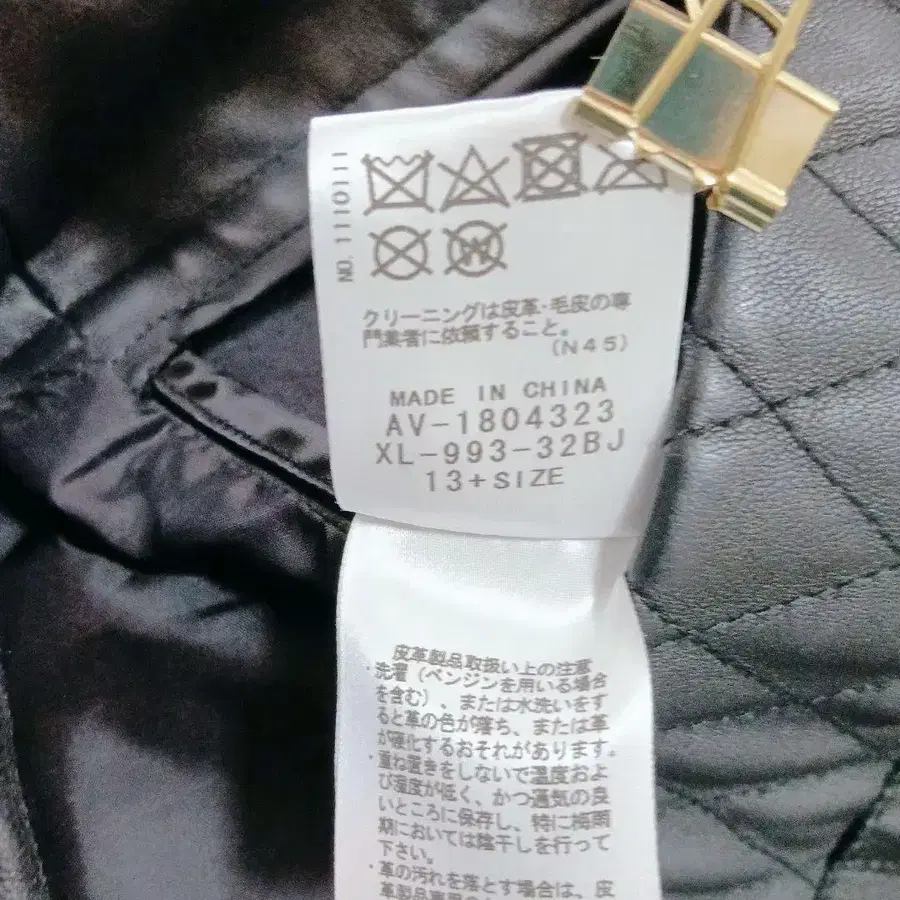 NO. 1110111
W
クリーニングは皮革・毛皮の専
門業者に依頼すること。
(N45)
MADE IN CHINA
AV-1804323
XL-993-32BJ
13+SIZE
皮革製品取扱い上の注意
・洗濯（ベンジンを用いる場合
を含む）、または水洗いをす
ると革の色が落ち、または革
が硬化するおそれがあります。
・重ね置きをしないで温度およ
び湿度が低く、かつ通気の良
いところに保存し、特に梅雨
期においては陰干しを行って
下さい。
・革の汚れを落とす場合は、皮
革製品専用の